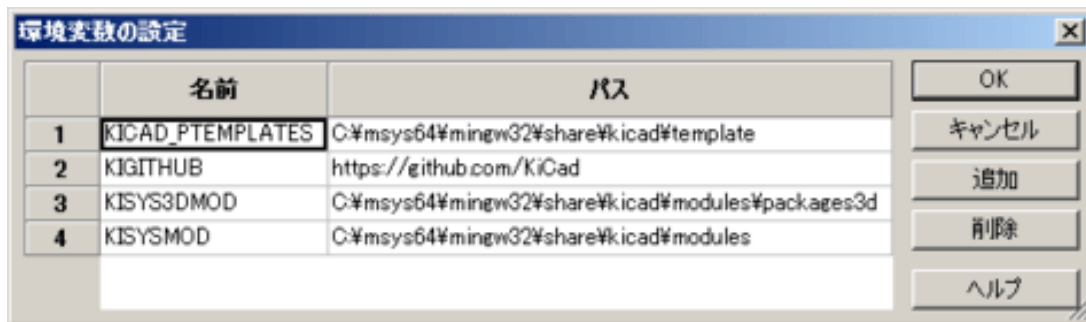 環境変数の設定
名前 パス OK
1 KICAD_PTEMPLATES C:¥msys64¥mingw32¥share¥kicad¥template キャンセル
2 KIGITHUB https://github.com/KiCad 追加
3 KISYS3DMOD C:¥msys64¥mingw32¥share¥kicad¥modules¥packages3d
4 KISYSMOD C:¥msys64¥mingw32¥share¥kicad¥modules 削除
ヘルプ